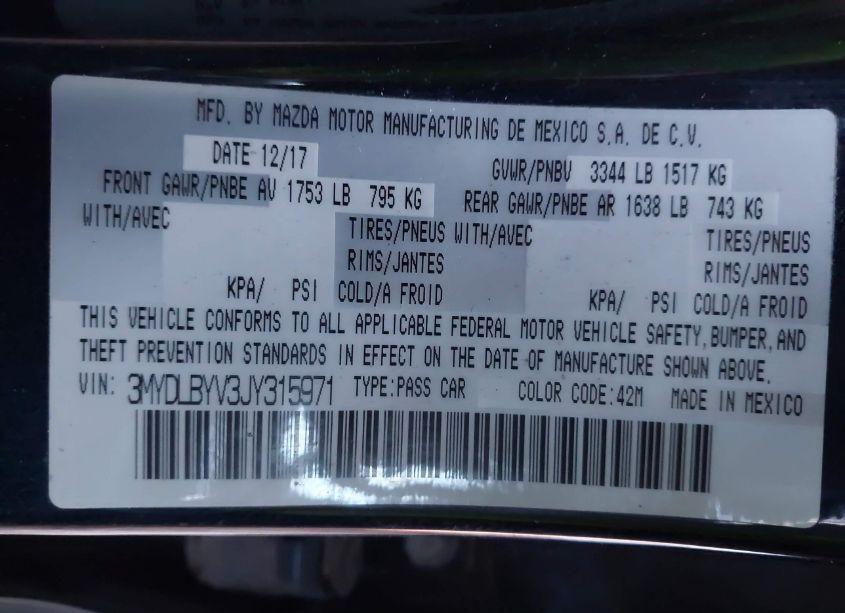 MFD. BY MAZDA MOTOR MANUFACTURING DE MEXICO S.A. DE C.V.
DATE 12/17 GVWR/PNBV 3344 LB 1517 KG
FRONT GAWR/PNBE AV 1753 LB 795 KG REAR GAWR/PNBE AR 1638 LB 743 KG
WITH/AVEC TIRES/PNEUS WITH/AVEC TIRES/PNEUS
RIMS/JANTES RIMS/JANTES
KPA/ PSI COLD/A FROID KPA/ PSI COLD/A FROID
THIS VEHICLE CONFORMS TO ALL APPLICABLE FEDERAL MOTOR VEHICLE SAFETY, BUMPER, AND
THEFT PREVENTION STANDARDS IN EFFECT ON THE DATE OF MANUFACTURE SHOWN ABOVE.
VIN: 3MYDLBYV3JY315971 TYPE:PASS CAR COLOR CODE:42M MADE IN MEXICO